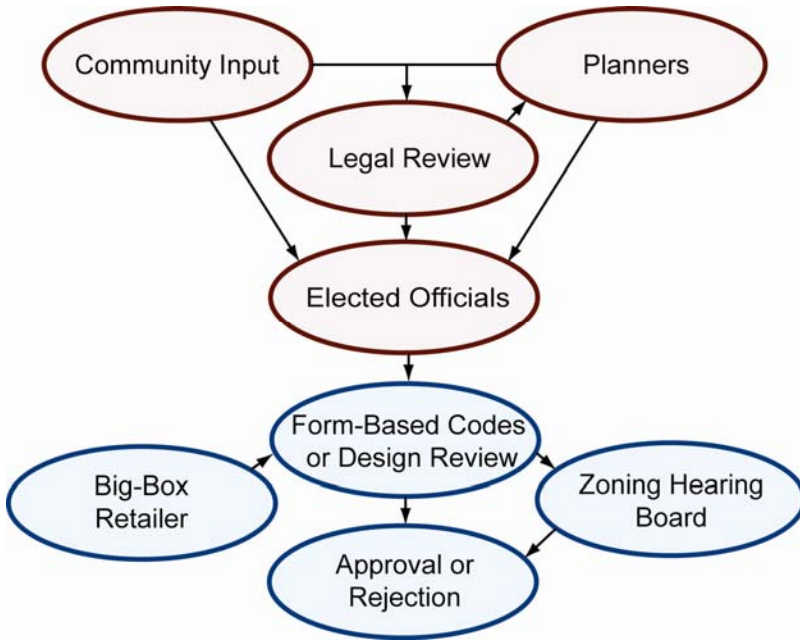 Community Input
Planners
Legal Review
Elected Officials
Form-Based Codes
or Design Review
Big-Box
Retailer
Zoning Hearing
Board
Approval or
Rejection